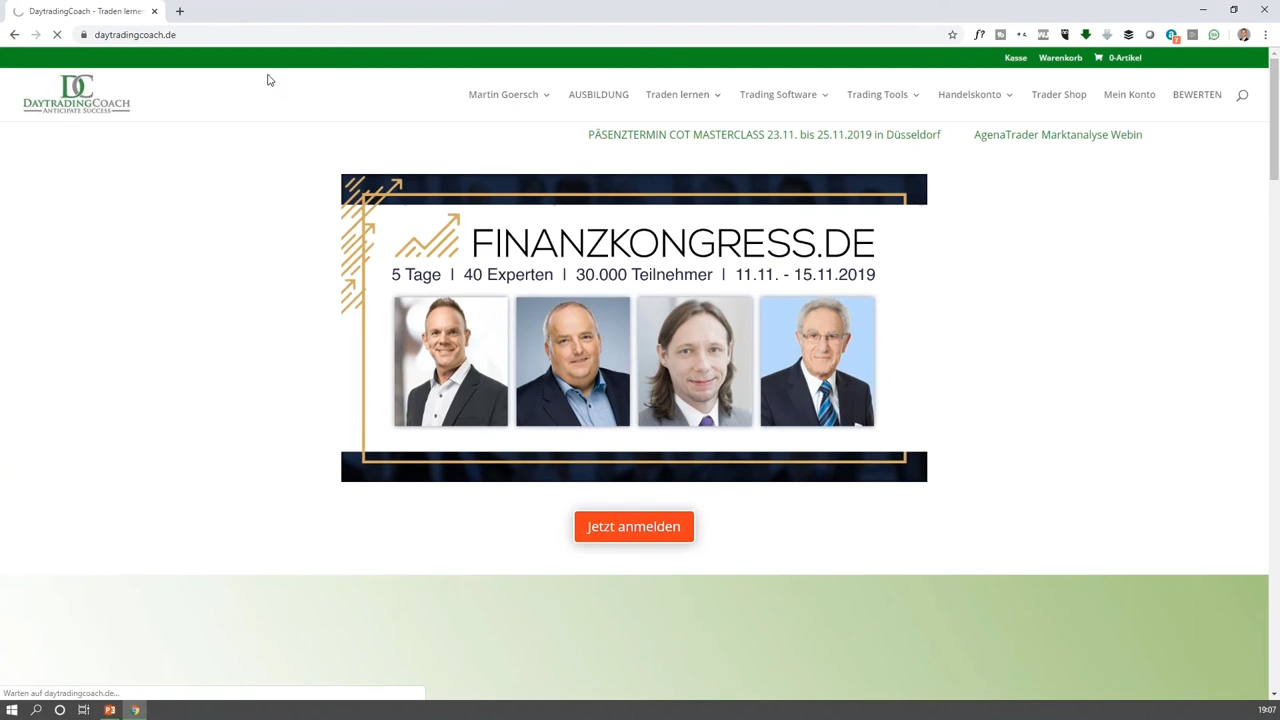 DaytradingCoach - Traden lerne
daytradingcoach.de
Kasse Warenkorb 0-Artikel
DC
DAYTRADINGCOACH
ANTICIPATE SUCCESS
Martin Goersch AUSBILDUNG Traden lernen Trading Software Trading Tools Handelskonto Trader Shop Mein Konto BEWERTEN
PÄSENZTERMIN COT MASTERCLASS 23.11. bis 25.11.2019 in Düsseldorf AgenaTrader Marktanalyse Webin
FINANZKONGRESS.DE
5 Tage | 40 Experten | 30.000 Teilnehmer | 11.11. - 15.11.2019
Jetzt anmelden
Warten auf daytradingcoach.de...
19:07